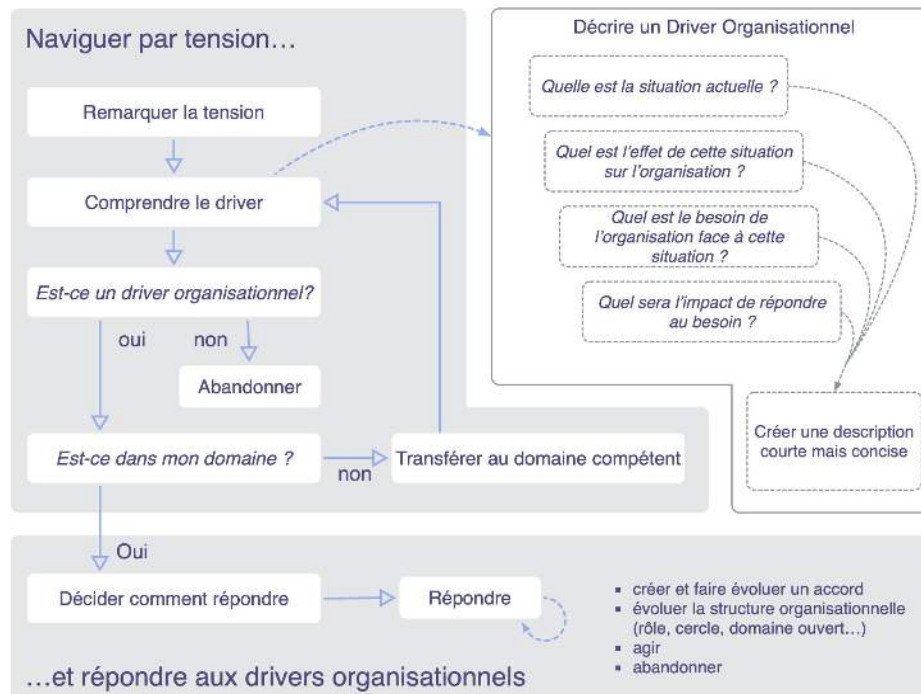 Naviguer par tension…
Remarquer la tension
Comprendre le driver
Est-ce un driver organisationnel?
oui
non
Abandonner
Est-ce dans mon domaine ?
non
Transférer au domaine compétent
Décrire un Driver Organisationnel
Quelle est la situation actuelle ?
Quel est l'effet de cette situation
sur l'organisation ?
Quel est le besoin de
l'organisation face à cette
situation ?
Quel sera l'impact de répondre
au besoin ?
Créer une description
courte mais concise
Oui
Décider comment répondre
Répondre
▪ créer et faire évoluer un accord
▪ évoluer la structure organisationnelle
(rôle, cercle, domaine ouvert…)
▪ agir
▪ abandonner
…et répondre aux drivers organisationnels